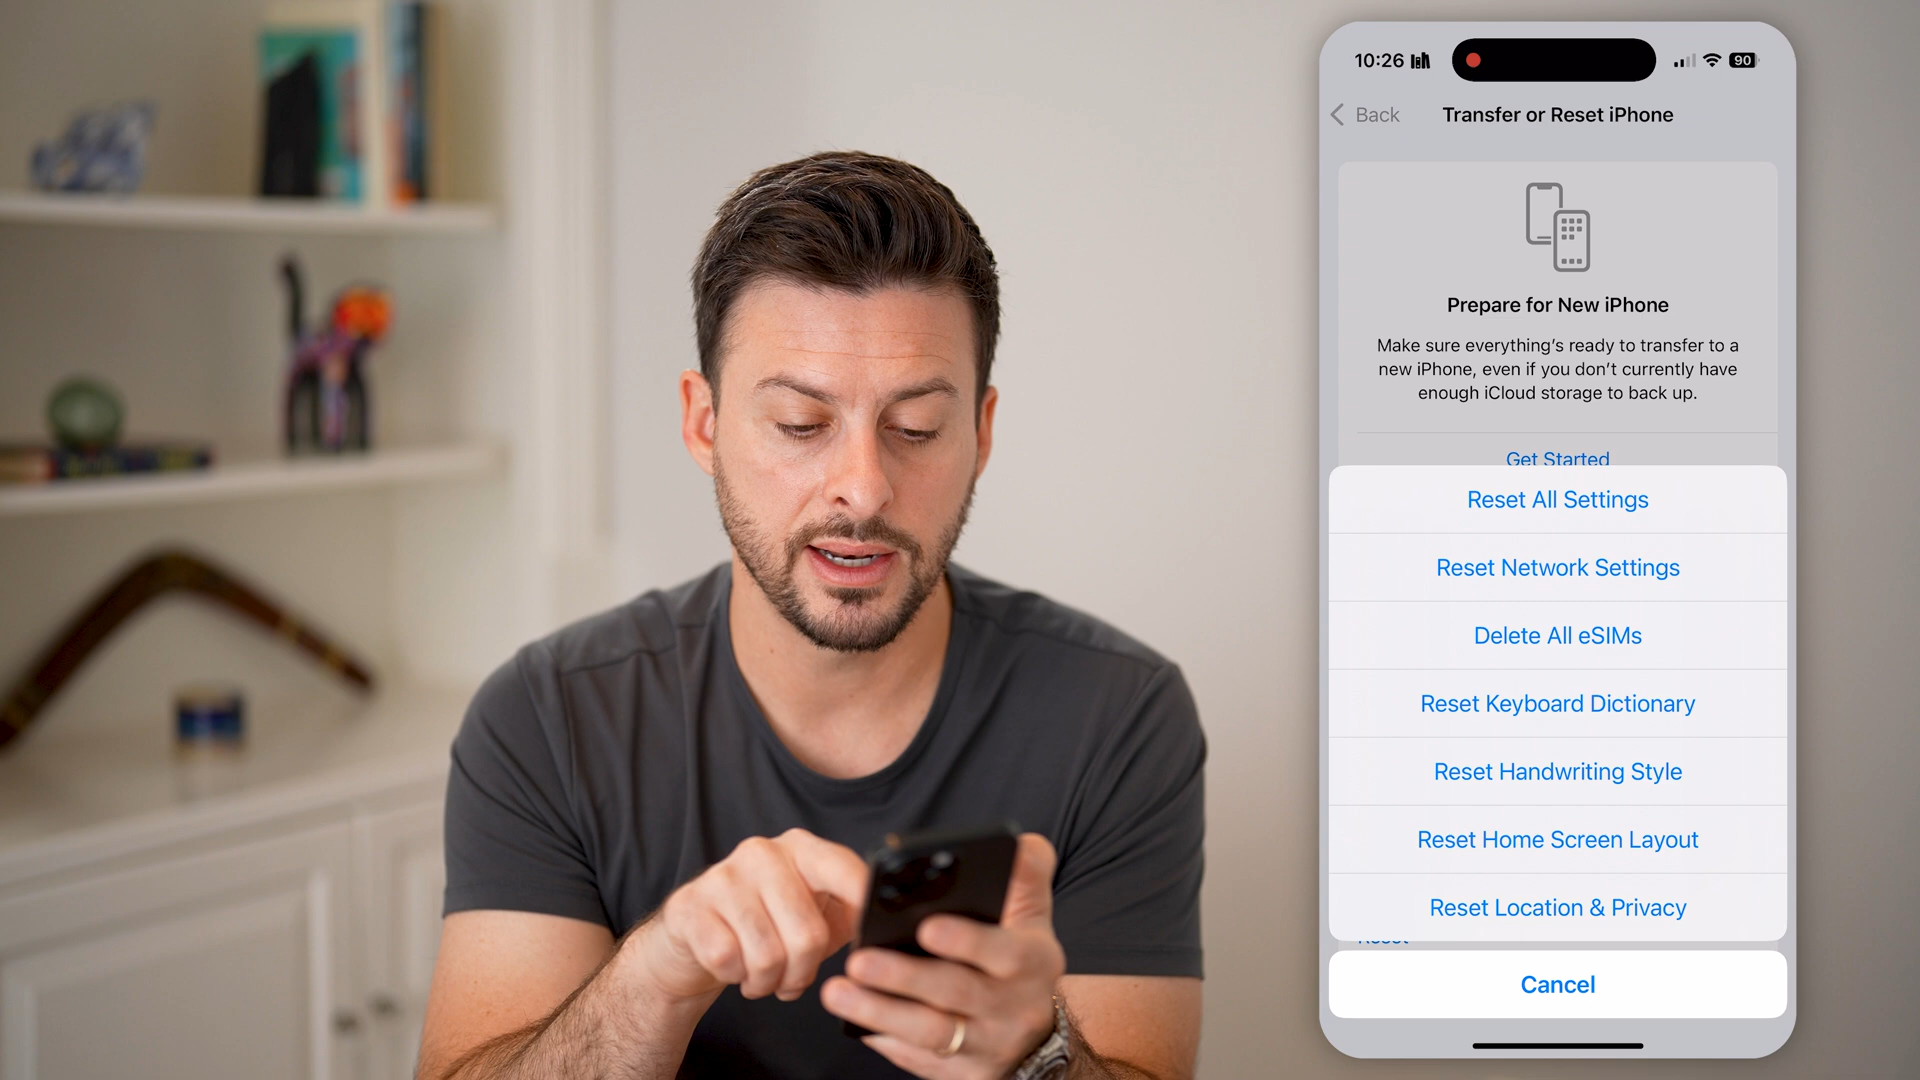 10:26
90
Back
Transfer or Reset iPhone
Prepare for New iPhone
Make sure everything's ready to transfer to a
new iPhone, even if you don't currently have
enough iCloud storage to back up.
Get Started
Reset All Settings
Reset Network Settings
Delete All eSIMs
Reset Keyboard Dictionary
Reset Handwriting Style
Reset Home Screen Layout
Reset Location & Privacy
Reset
Cancel